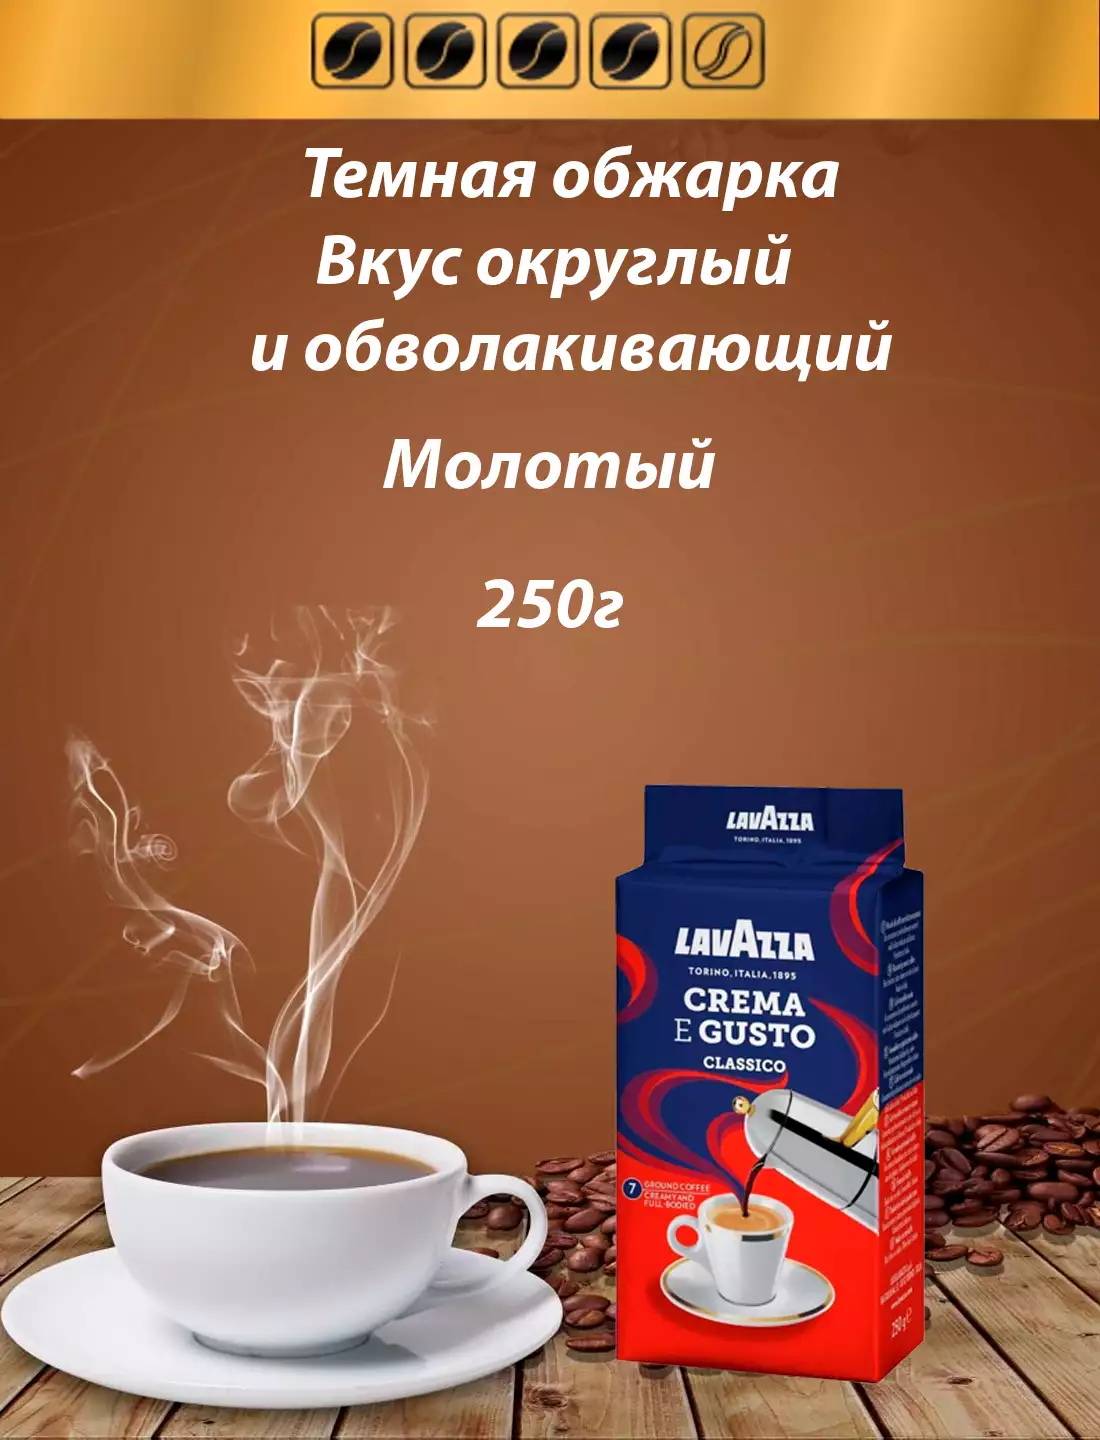 Темная обжарка
Вкус округлый
и обволакивающий
Молотый
250г
LAVAZZA
TORINO, ITALIA, 1895
LAVAZZA
TORINO, ITALIA, 1895
CREMA
E GUSTO
CLASSICO
7
GROUND COFFEE
CREAMY AND
FULL-BODIED
250 g e